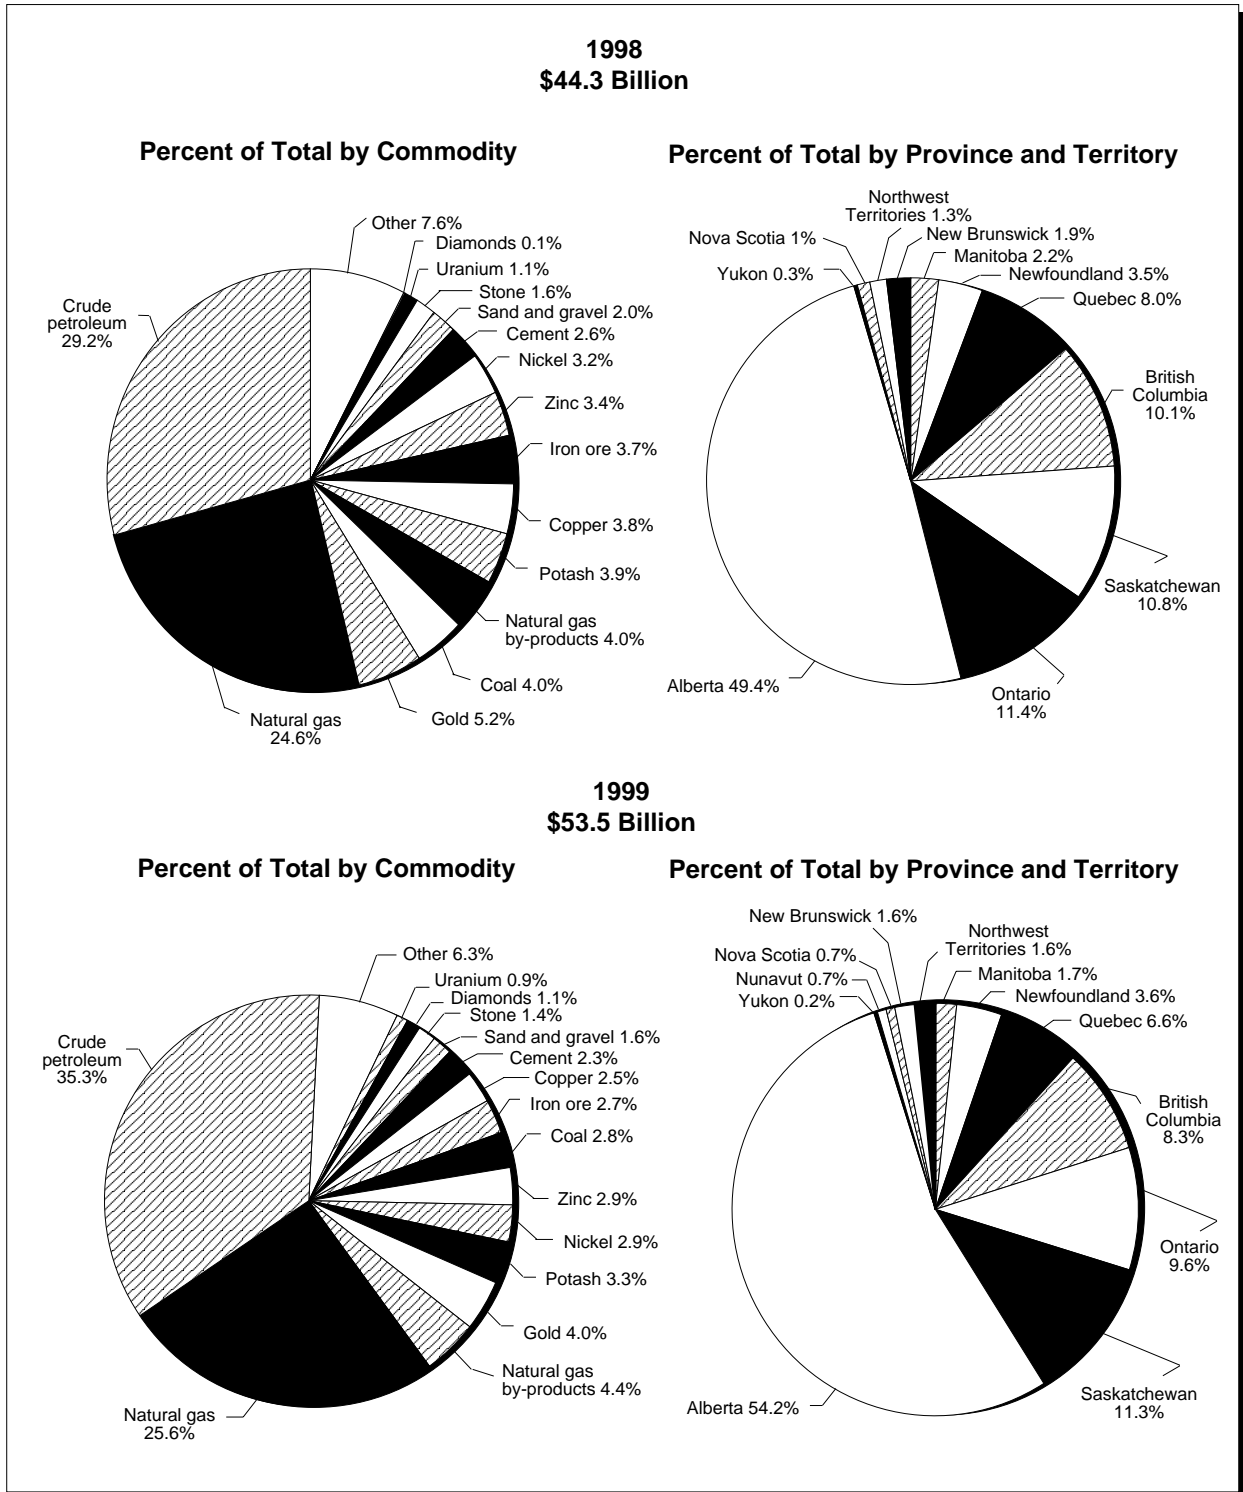 1998
$44.3 Billion
Percent of Total by Commodity
Other 7.6%
Diamonds 0.1%
Uranium 1.1%
Stone 1.6%
Sand and gravel 2.0%
Cement 2.6%
Nickel 3.2%
Zinc 3.4%
Iron ore 3.7%
Copper 3.8%
Potash 3.9%
Natural gas
by-products 4.0%
Coal 4.0%
Gold 5.2%
Natural gas
24.6%
Crude
petroleum
29.2%
Percent of Total by Province and Territory
Northwest
Territories 1.3%
Nova Scotia 1%
New Brunswick 1.9%
Yukon 0.3%
Manitoba 2.2%
Newfoundland 3.5%
Quebec 8.0%
British
Columbia
10.1%
Saskatchewan
10.8%
Ontario
11.4%
Alberta 49.4%
1999
$53.5 Billion
Percent of Total by Commodity
Other 6.3%
Uranium 0.9%
Diamonds 1.1%
Stone 1.4%
Sand and gravel 1.6%
Cement 2.3%
Copper 2.5%
Iron ore 2.7%
Coal 2.8%
Zinc 2.9%
Nickel 2.9%
Potash 3.3%
Gold 4.0%
Natural gas
by-products 4.4%
Natural gas
25.6%
Crude
petroleum
35.3%
Percent of Total by Province and Territory
New Brunswick 1.6%
Northwest
Territories 1.6%
Nova Scotia 0.7%
Nunavut 0.7%
Yukon 0.2%
Manitoba 1.7%
Newfoundland 3.6%
Quebec 6.6%
British
Columbia
8.3%
Ontario
9.6%
Saskatchewan
11.3%
Alberta 54.2%